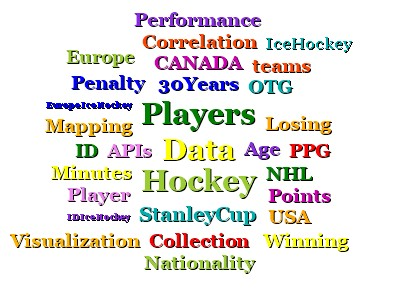 Performance
Correlation IceHockey
Europe CANADA teams
Penalty 30Years OTG
EuropeIceHockey Players
Mapping Losing
ID APIs Data Age PPG
Minutes Hockey NHL
Player Points
IDIceHockey StanleyCup USA
Visualization Collection Winning
Nationality